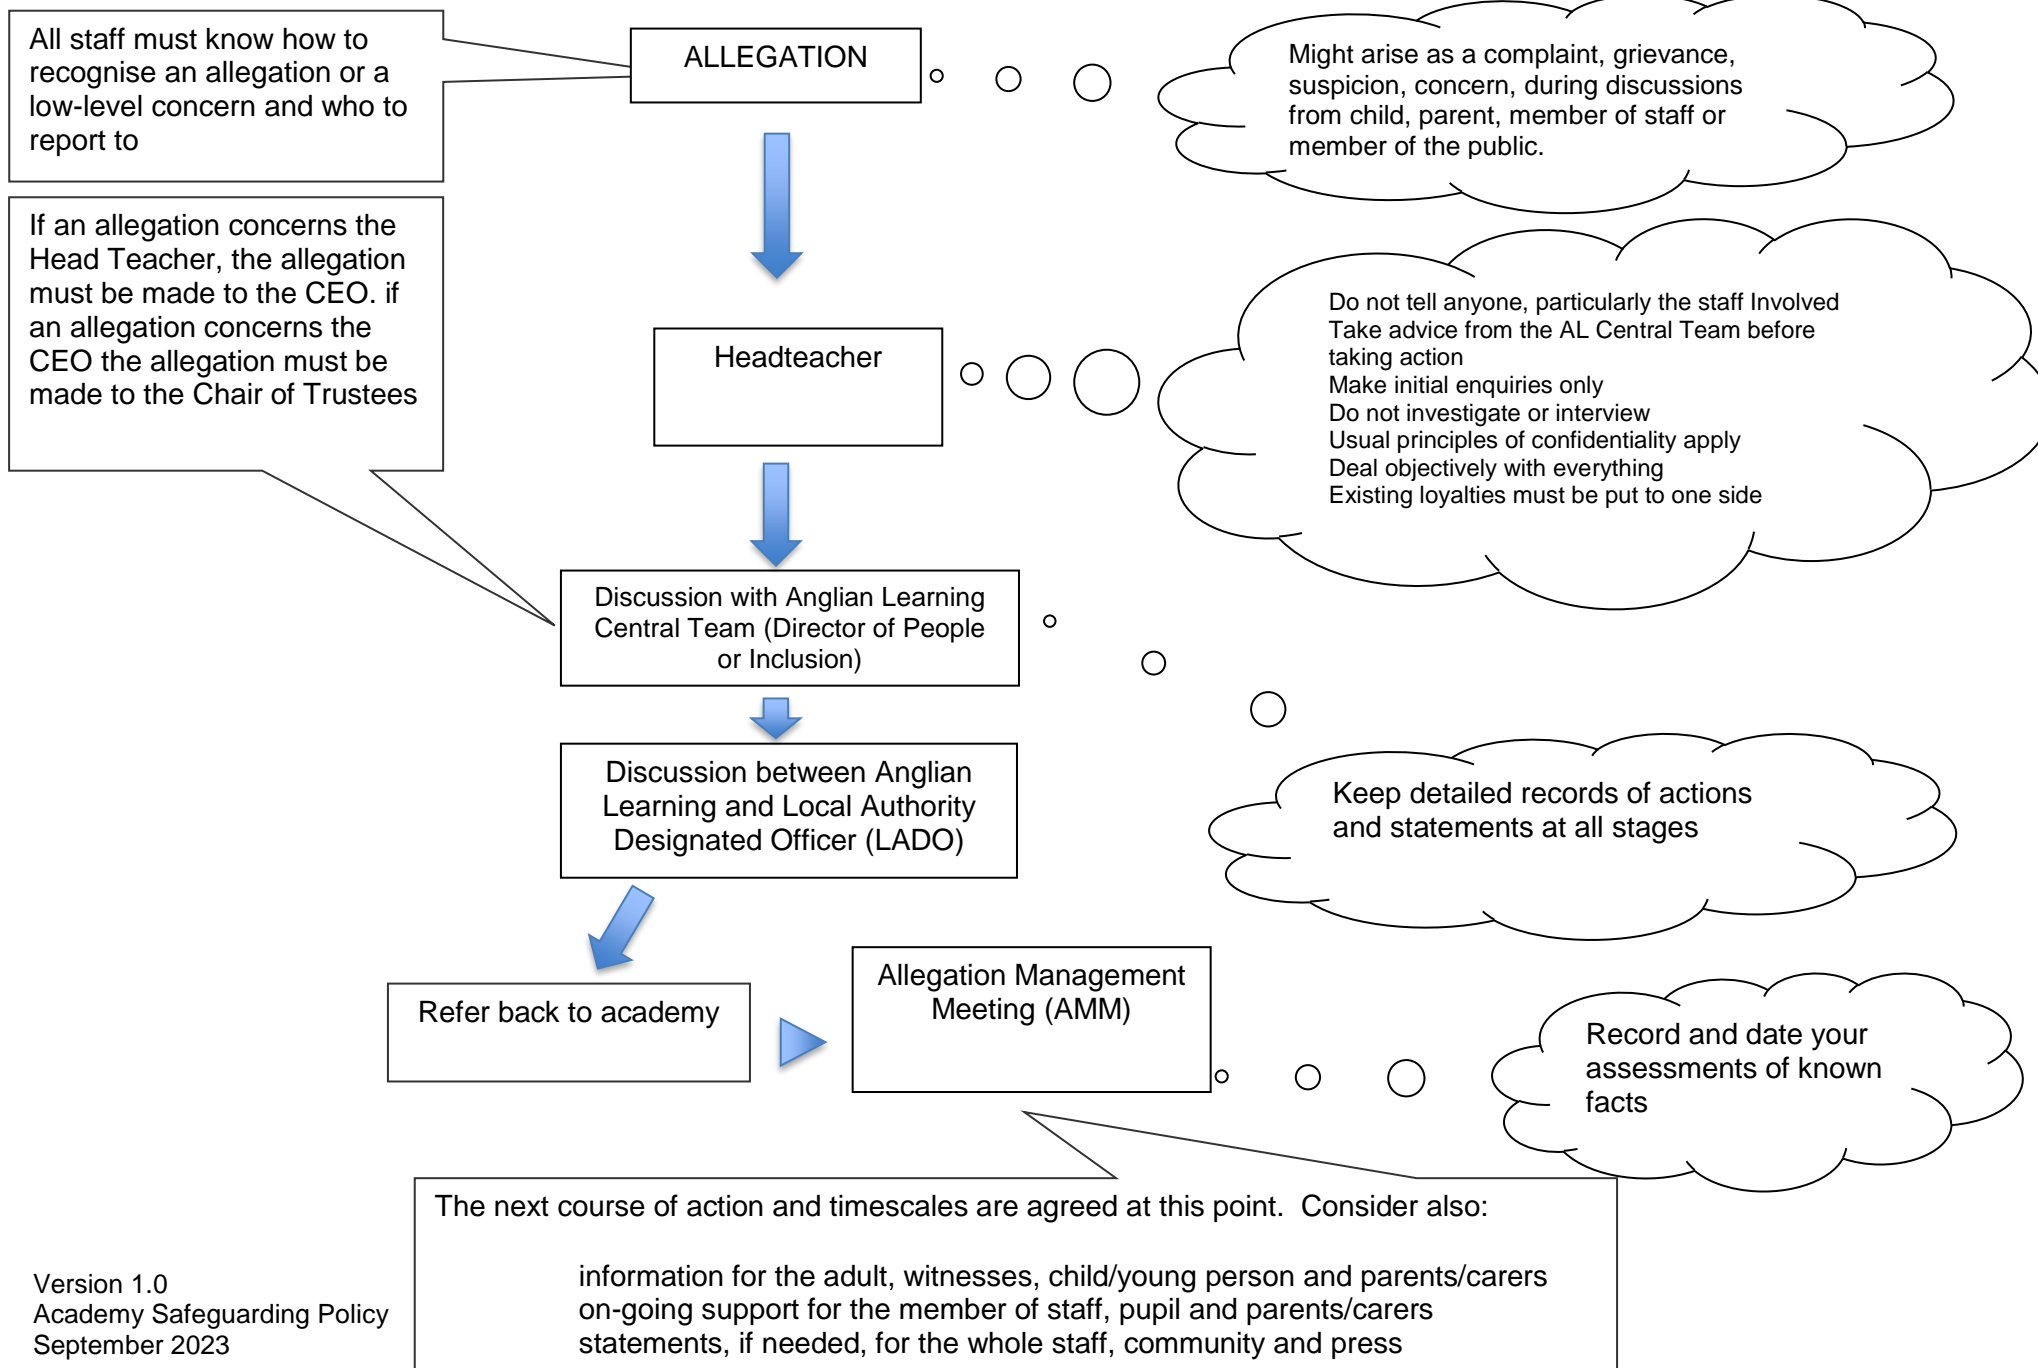 All staff must know how to
recognise an allegation or a
low-level concern and who to
report to
ALLEGATION
Might arise as a complaint, grievance,
suspicion, concern, during discussions
from child, parent, member of staff or
member of the public.
If an allegation concerns the
Head Teacher, the allegation
must be made to the CEO. if
an allegation concerns the
CEO the allegation must be
made to the Chair of Trustees
Headteacher
Do not tell anyone, particularly the staff Involved
Take advice from the AL Central Team before
taking action
Make initial enquiries only
Do not investigate or interview
Usual principles of confidentiality apply
Deal objectively with everything
Existing loyalties must be put to one side
Discussion with Anglian Learning
Central Team (Director of People
or Inclusion)
Discussion between Anglian
Learning and Local Authority
Designated Officer (LADO)
Keep detailed records of actions
and statements at all stages
Refer back to academy
Allegation Management
Meeting (AMM)
Record and date your
assessments of known
facts
The next course of action and timescales are agreed at this point.  Consider also:
information for the adult, witnesses, child/young person and parents/carers
on-going support for the member of staff, pupil and parents/carers
statements, if needed, for the whole staff, community and press
Version 1.0
Academy Safeguarding Policy
September 2023